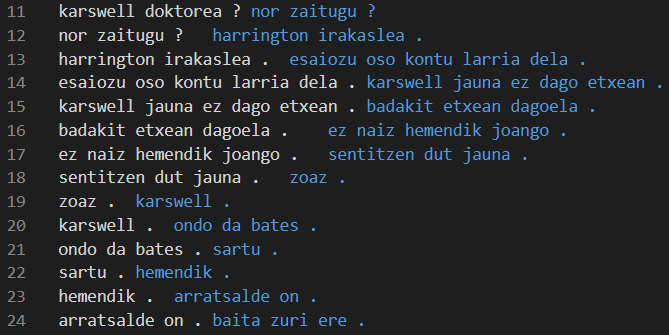 11 karswell doktorea ? nor zaitugu ?
12 nor zaitugu ? harrington irakaslea .
13 harrington irakaslea . esaiozu oso kontu larria dela .
14 esaiozu oso kontu larria dela . karswell jauna ez dago etxean .
15 karswell jauna ez dago etxean . badakit etxean dagoela .
16 badakit etxean dagoela . ez naiz hemendik joango .
17 ez naiz hemendik joango . sentitzen dut jauna .
18 sentitzen dut jauna . zoaz .
19 zoaz . karswell .
20 karswell . ondo da bates .
21 ondo da bates . sartu .
22 sartu . hemendik .
23 hemendik . arratsalde on .
24 arratsalde on . baita zuri ere .